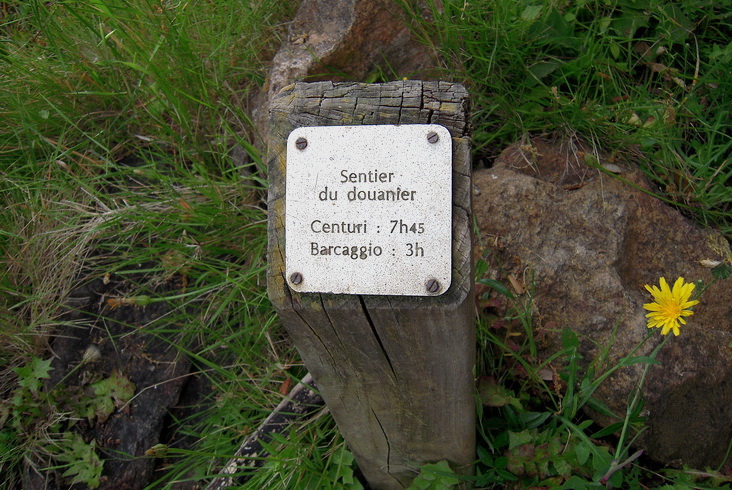 Sentier
du douanier
Centuri : 7h45
Barcaggio : 3h